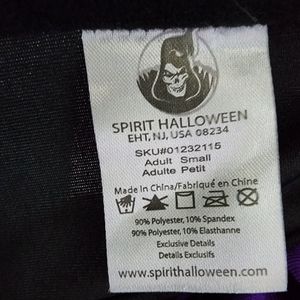 SPIRIT HALLOWEEN
EHT, NJ, USA 08234
SKU#01232115
Adult Small
Adulte Petit
Made in China/Fabriqué en Chine
90% Polyester, 10% Spandex
90% Polyester, 10% Elasthanne
Exclusive Details
Details Exclusifs
www.spirithalloween.com